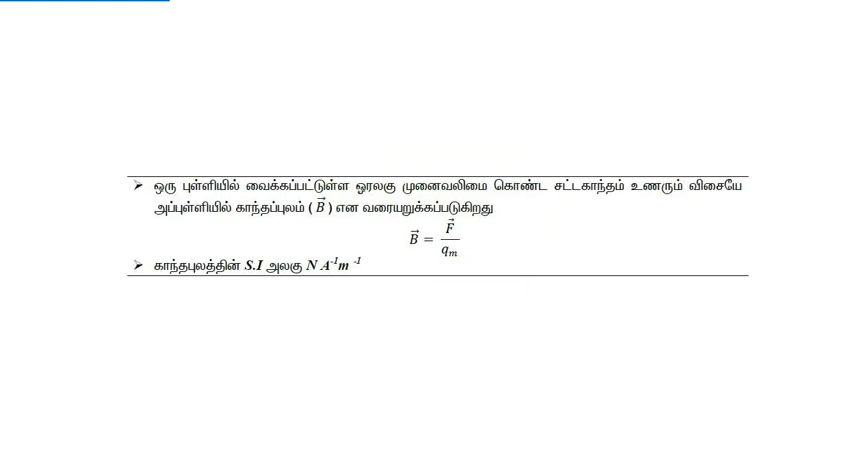 ➢ ஒரு புள்ளியில் வைக்கப்பட்டுள்ள ஓரலகு முனைவலிமை கொண்ட சட்டகாந்தம் உணரும் விசையே
அப்புள்ளியில் காந்தப்புலம் ( B⃗ ) என வரையறுக்கப்படுகிறது
B⃗ = F⃗ / qₘ
➢ காந்தபுலத்தின் S.I அலகு N A⁻¹m ⁻¹